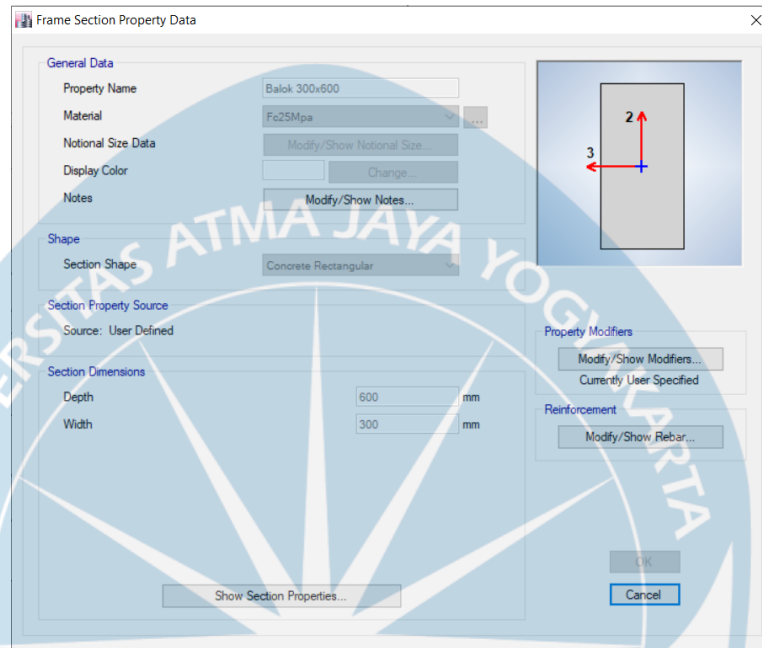 Frame Section Property Data
General Data
Property Name Balok 300x600
Material Fc25Mpa ...
Notional Size Data Modify/Show Notional Size...
Display Color Change...
Notes Modify/Show Notes...
Shape
Section Shape Concrete Rectangular
Section Property Source
Source: User Defined
Section Dimensions
Depth 600 mm
Width 300 mm
Show Section Properties...
2
3
Property Modifiers
Modify/Show Modifiers...
Currently User Specified
Reinforcement
Modify/Show Rebar...
OK
Cancel
ERSITAS ATMA JAYA YOGYAKARTA